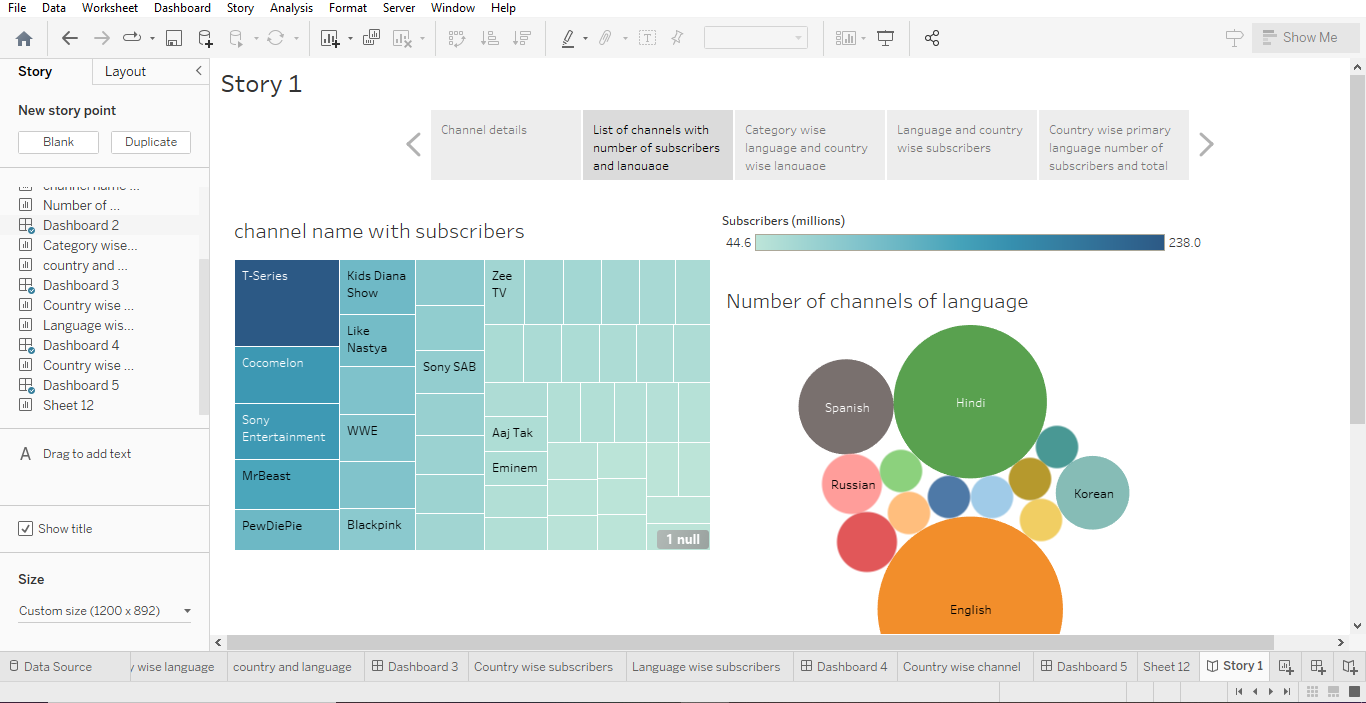 File Data Worksheet Dashboard Story Analysis Format Server Window Help
Show Me
Story Layout
New story point
Blank Duplicate
Number of ...
Dashboard 2
Category wise...
country and ...
Dashboard 3
Country wise ...
Language wis...
Dashboard 4
Country wise ...
Dashboard 5
Sheet 12
A Drag to add text
Show title
Size
Custom size (1200 x 892)
Story 1
Channel details
List of channels with
number of subscribers
and language
Category wise
language and country
wise language
Language and country
wise subscribers
Country wise primary
language number of
subscribers and total
channel name with subscribers
T-Series
Cocomelon
Sony
Entertainment
MrBeast
PewDiePie
Kids Diana
Show
Like
Nastya
WWE
Blackpink
Sony SAB
Zee
TV
Aaj Tak
Eminem
1 null
Subscribers (millions)
44.6 238.0
Number of channels of language
Spanish
Hindi
Russian
Korean
English
Data Source
wise language
country and language
Dashboard 3
Country wise subscribers
Language wise subscribers
Dashboard 4
Country wise channel
Dashboard 5
Sheet 12
Story 1